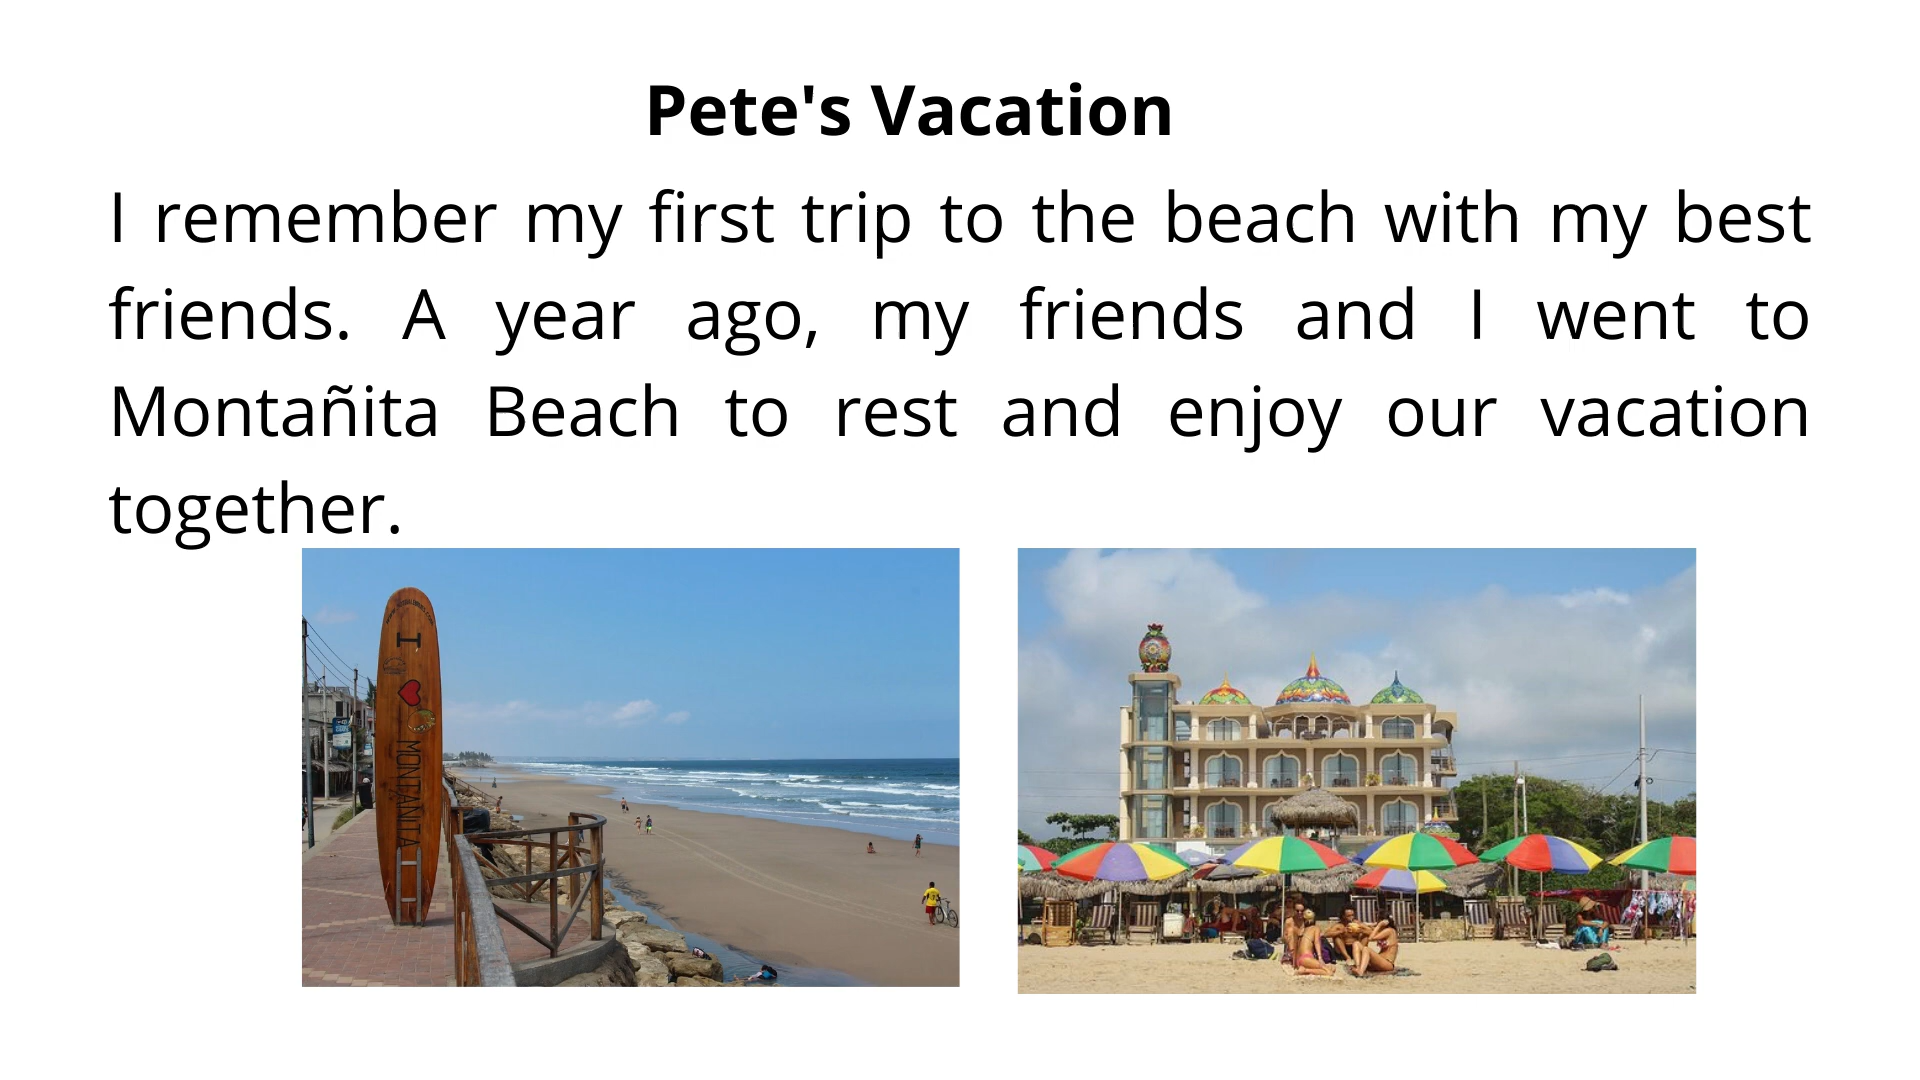 Pete's Vacation
I remember my first trip to the beach with my best
friends. A year ago, my friends and I went to
Montañita Beach to rest and enjoy our vacation
together.
I
MONTAÑITA